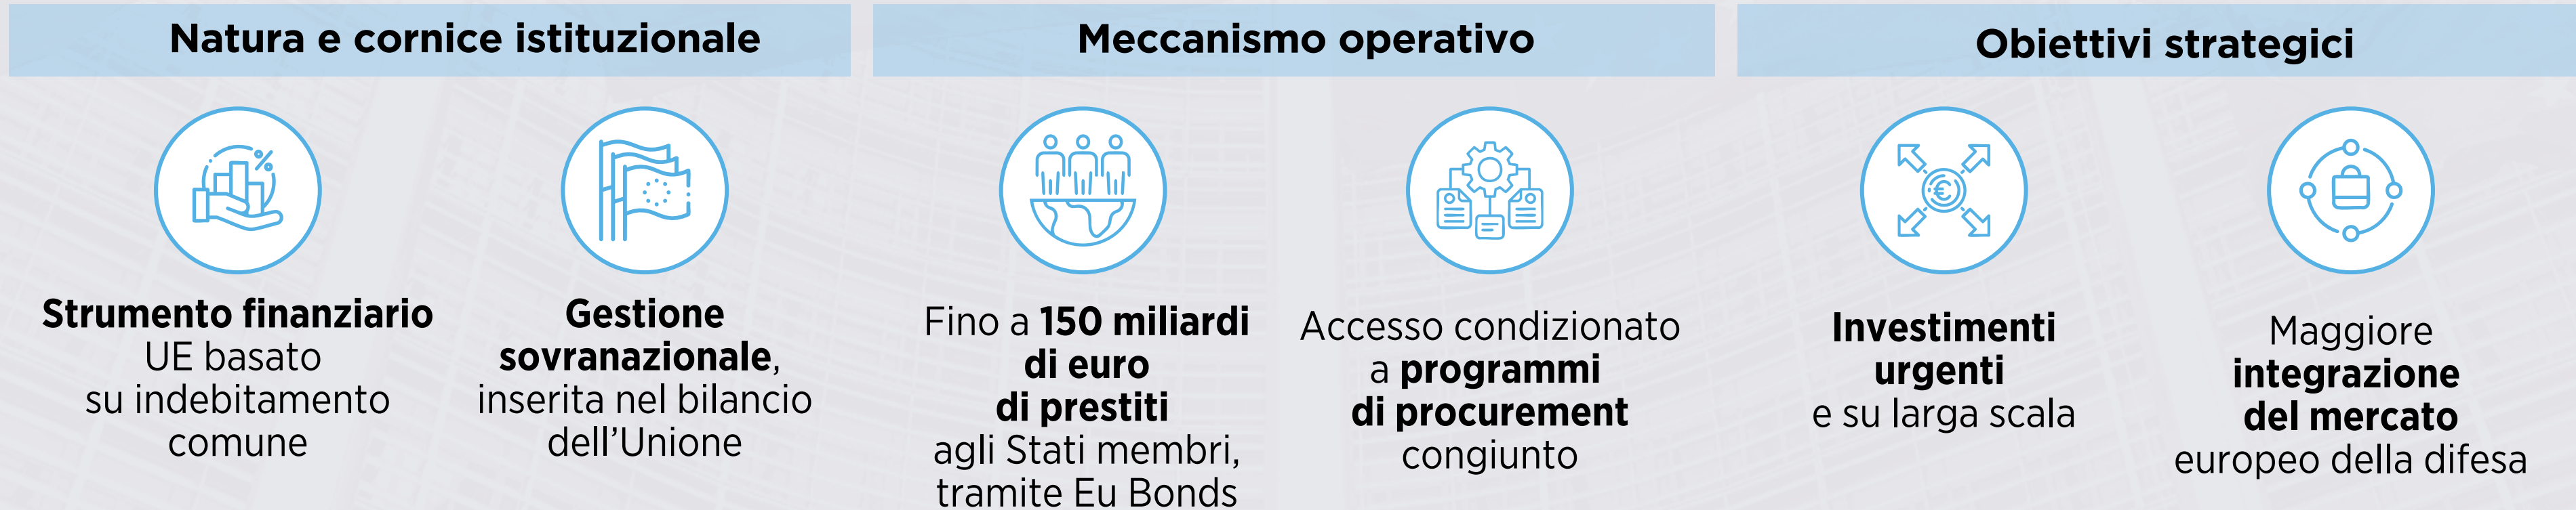 Natura e cornice istituzionale
Strumento finanziario
UE basato
su indebitamento
comune
Gestione
sovranazionale,
inserita nel bilancio
dell’Unione
Meccanismo operativo
Fino a 150 miliardi
di euro
di prestiti
agli Stati membri,
tramite Eu Bonds
Accesso condizionato
a programmi
di procurement
congiunto
Obiettivi strategici
Investimenti
urgenti
e su larga scala
Maggiore
integrazione
del mercato
europeo della difesa